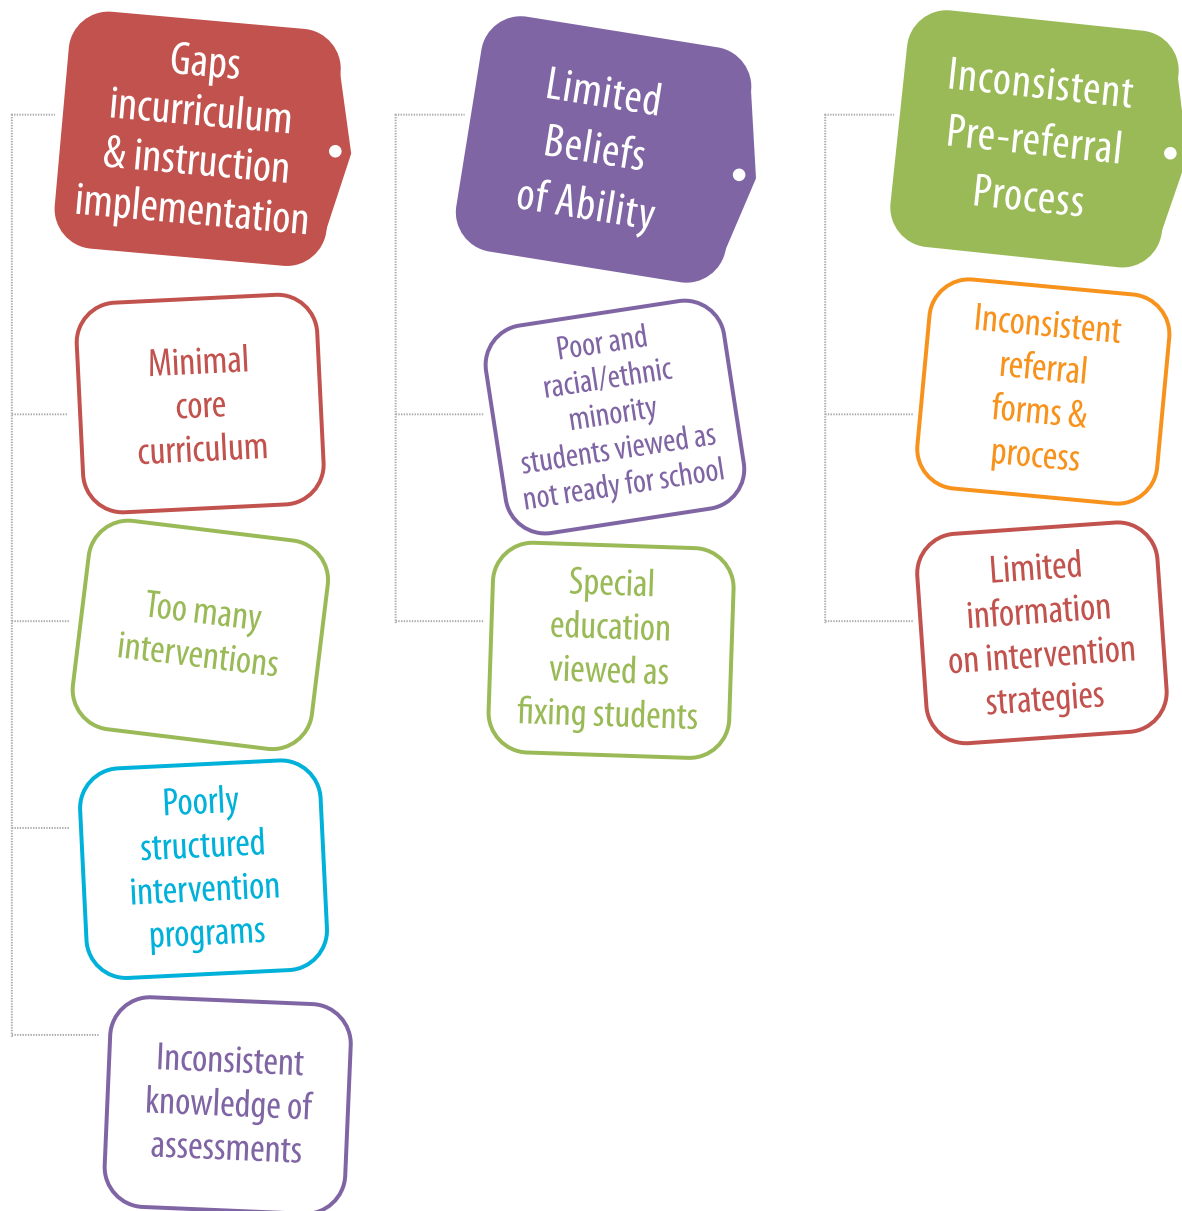 Gaps
incurriculum
& instruction
implementation
Minimal
core
curriculum
Too many
interventions
Poorly
structured
intervention
programs
Inconsistent
knowledge of
assessments
Limited
Beliefs
of Ability
Poor and
racial/ethnic
minority
students viewed as
not ready for school
Special
education
viewed as
fixing students
Inconsistent
Pre-referral
Process
Inconsistent
referral
forms &
process
Limited
information
on intervention
strategies